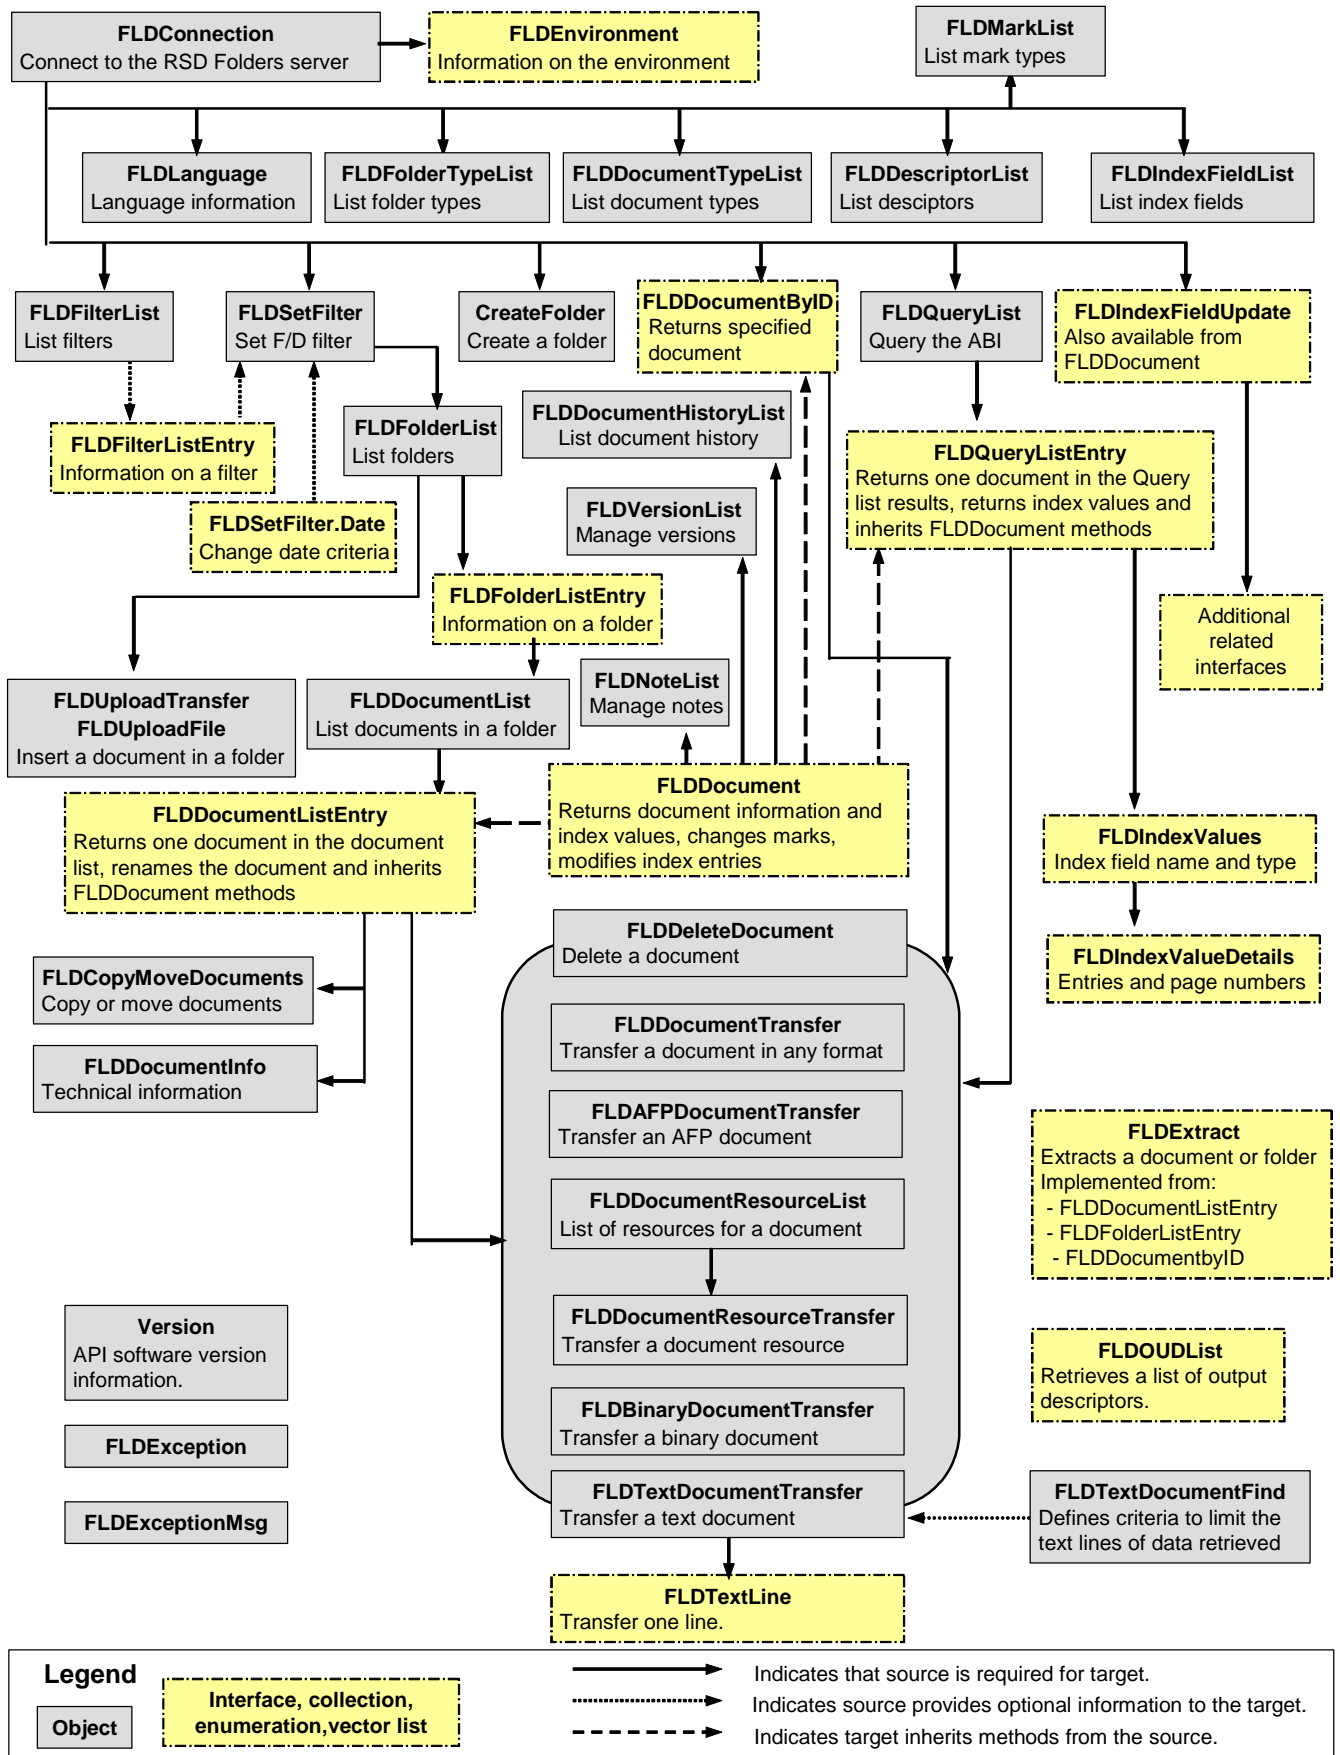 FLDConnection
Connect to the RSD Folders server
FLDEnvironment
Information on the environment
FLDMarkList
List mark types
FLDLanguage
Language information
FLDFolderTypeList
List folder types
FLDDocumentTypeList
List document types
FLDDescriptorList
List desciptors
FLDIndexFieldList
List index fields
FLDFilterList
List filters
FLDSetFilter
Set F/D filter
CreateFolder
Create a folder
FLDDocumentByID
Returns specified
document
FLDQueryList
Query the ABI
FLDIndexFieldUpdate
Also available from
FLDDocument
FLDFilterListEntry
Information on a filter
FLDFolderList
List folders
FLDDocumentHistoryList
List document history
FLDQueryListEntry
Returns one document in the Query
list results, returns index values and
inherits FLDDocument methods
FLDSetFilter.Date
Change date criteria
FLDVersionList
Manage versions
FLDFolderListEntry
Information on a folder
Additional
related
interfaces
FLDUploadTransfer
FLDUploadFile
Insert a document in a folder
FLDDocumentList
List documents in a folder
FLDNoteList
Manage notes
FLDDocumentListEntry
Returns one document in the document
list, renames the document and inherits
FLDDocument methods
FLDDocument
Returns document information and
index values, changes marks,
modifies index entries
FLDIndexValues
Index field name and type
FLDDeleteDocument
Delete a document
FLDIndexValueDetails
Entries and page numbers
FLDCopyMoveDocuments
Copy or move documents
FLDDocumentTransfer
Transfer a document in any format
FLDDocumentInfo
Technical information
FLDAFPDocumentTransfer
Transfer an AFP document
FLDExtract
Extracts a document or folder
Implemented from:
- FLDDocumentListEntry
- FLDFolderListEntry
- FLDDocumentbyID
FLDDocumentResourceList
List of resources for a document
Version
API software version
information.
FLDDocumentResourceTransfer
Transfer a document resource
FLDOUDList
Retrieves a list of output
descriptors.
FLDException
FLDBinaryDocumentTransfer
Transfer a binary document
FLDExceptionMsg
FLDTextDocumentTransfer
Transfer a text document
FLDTextDocumentFind
Defines criteria to limit the
text lines of data retrieved
FLDTextLine
Transfer one line.
Legend
Object
Interface, collection,
enumeration,vector list
Indicates that source is required for target.
Indicates source provides optional information to the target.
Indicates target inherits methods from the source.